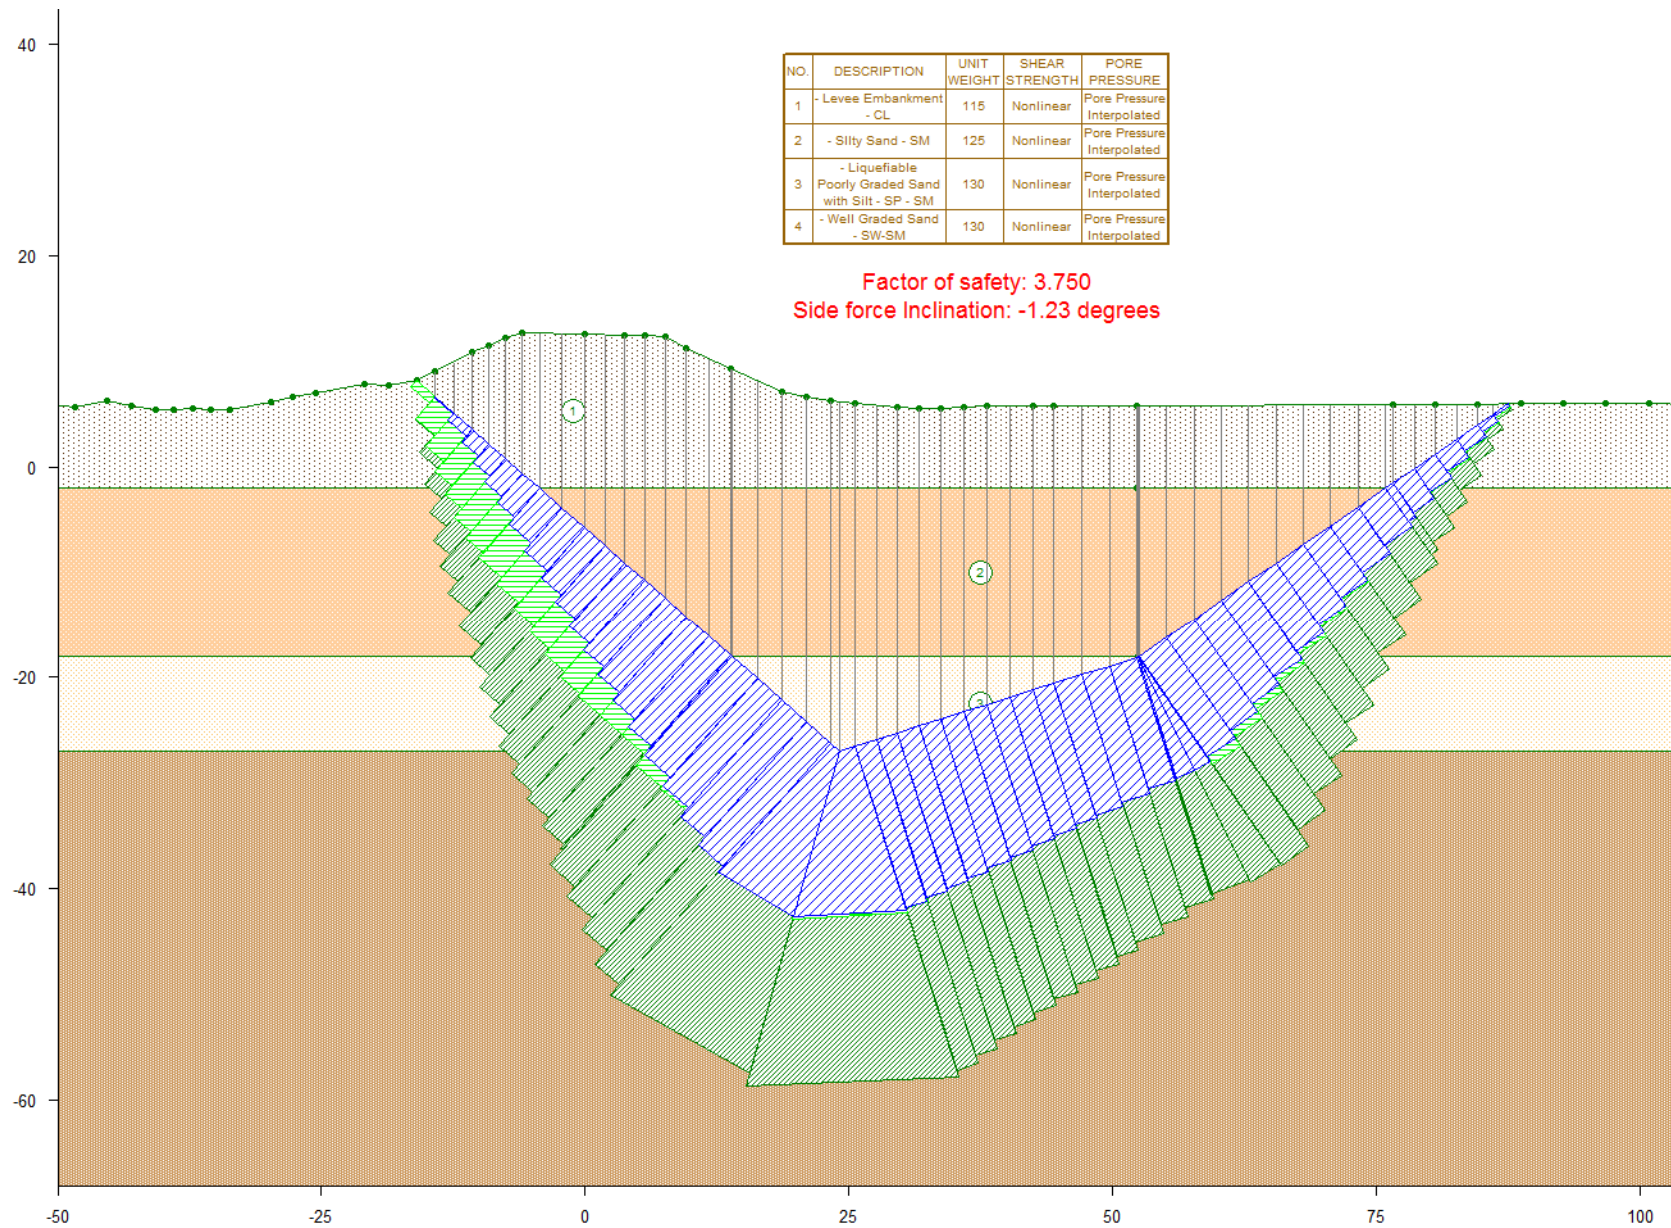 40
20
0
-20
-40
-60
-50
-25
0
25
50
75
100
NO. DESCRIPTION UNIT WEIGHT SHEAR STRENGTH PORE PRESSURE
1 - Levee Embankment - CL 115 Nonlinear Pore Pressure Interpolated
2 - Silty Sand - SM 125 Nonlinear Pore Pressure Interpolated
3 - Liquefiable Poorly Graded Sand with Silt - SP - SM 130 Nonlinear Pore Pressure Interpolated
4 - Well Graded Sand - SW-SM 130 Nonlinear Pore Pressure Interpolated
Factor of safety: 3.750
Side force Inclination: -1.23 degrees
1
2
3